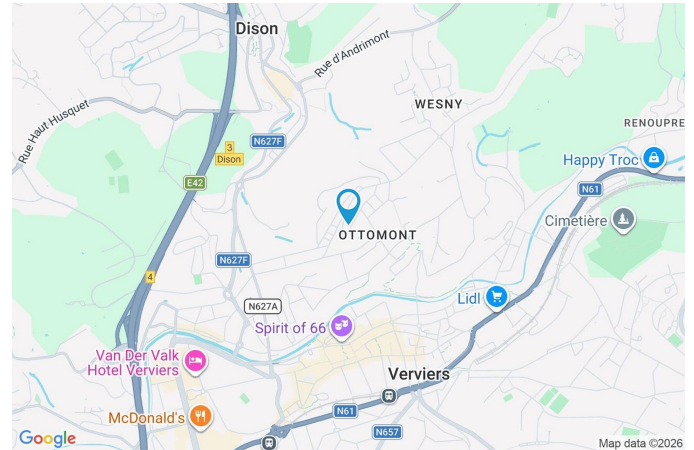 Dison
Rue d'Andrimont
WESNY
Rue Haut Husquet
RENOUPRE
N627F
3
Dison
Happy Troc
E42
N61
Cimetière
OTTOMONT
N627F
4
N627A
Lidl
Spirit of 66
Van Der Valk
Hotel Verviers
Verviers
McDonald's
N61
N657
Google
Map data ©2026